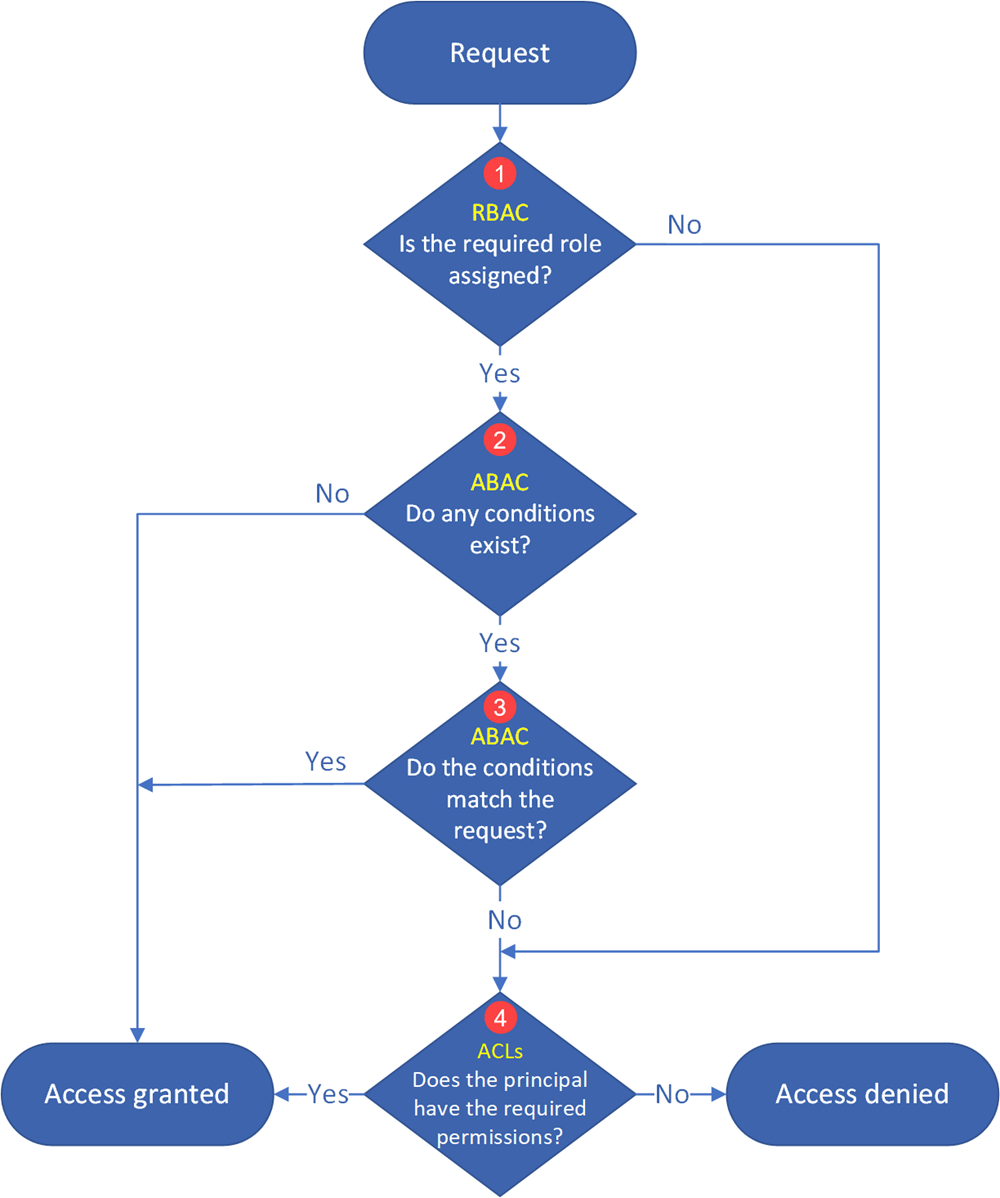 Request
1
RBAC
Is the required role
assigned?
No
Yes
2
ABAC
Do any conditions
exist?
No
Yes
3
ABAC
Do the conditions
match the
request?
Yes
No
4
ACLs
Does the principal
have the required
permissions?
Access granted
Yes
No
Access denied